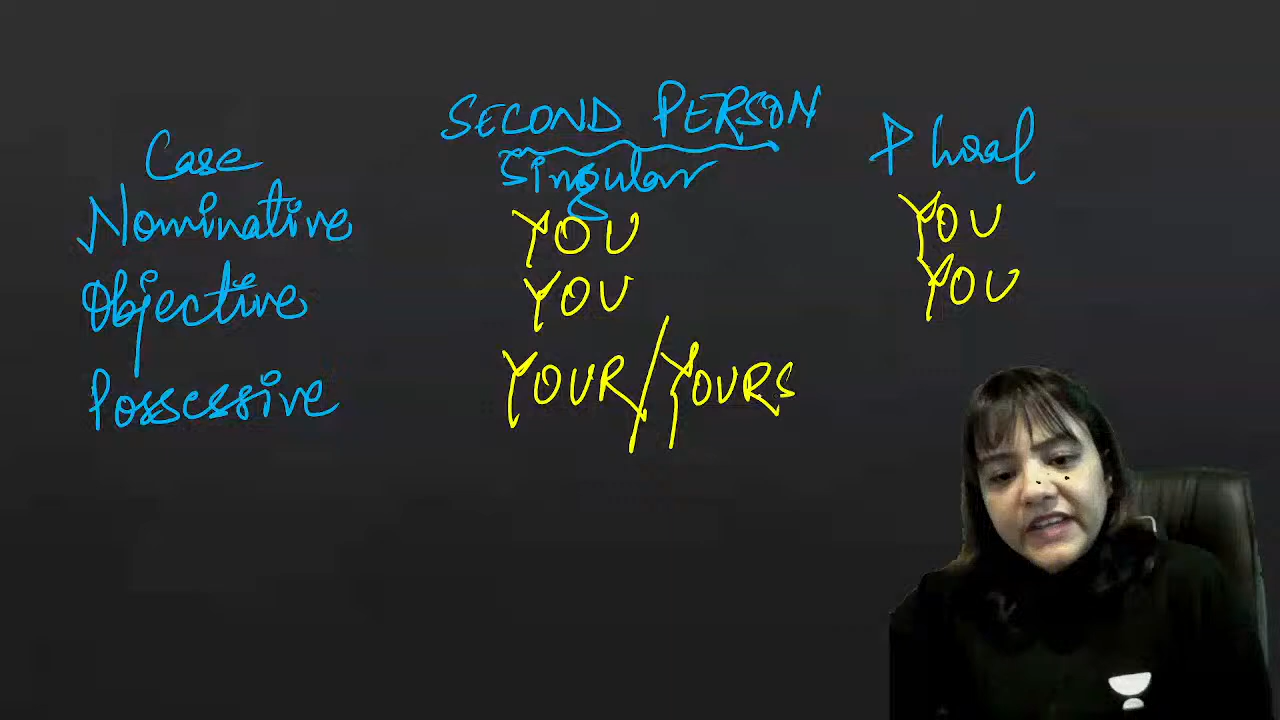 SECOND PERSON
Case Singular Plural
Nominative YOU YOU
Objective YOU YOU
Possessive YOUR/YOURS